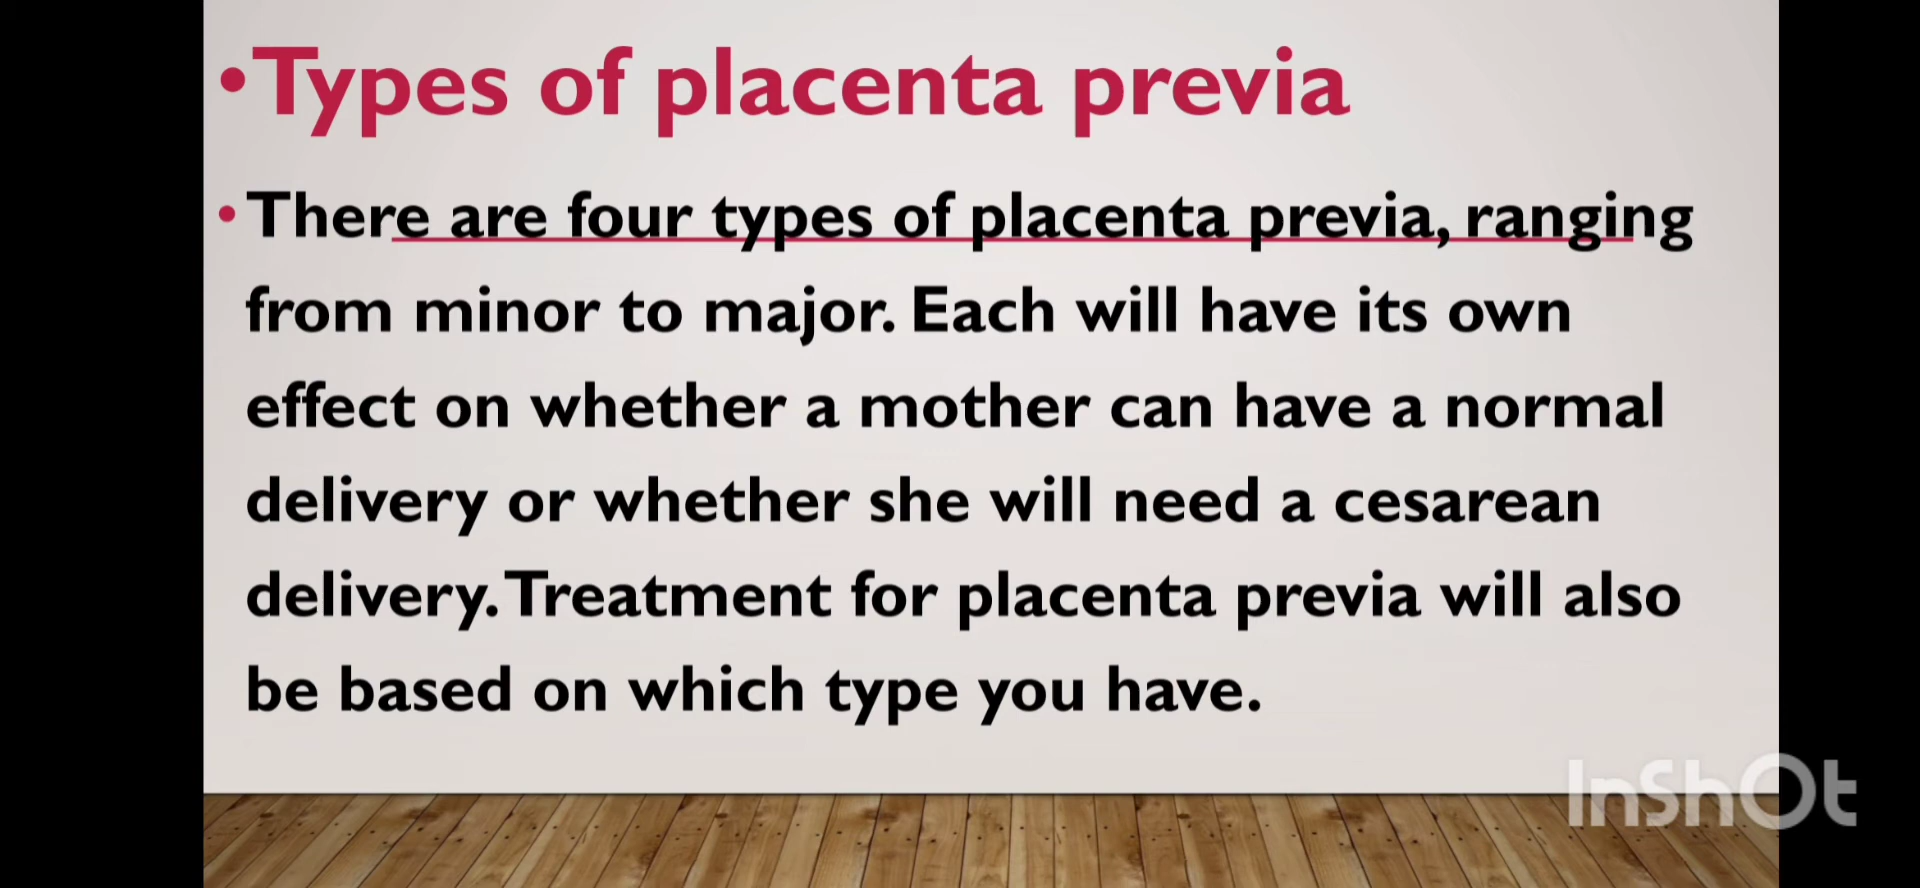 •Types of placenta previa
•There are four types of placenta previa, ranging
from minor to major. Each will have its own
effect on whether a mother can have a normal
delivery or whether she will need a cesarean
delivery. Treatment for placenta previa will also
be based on which type you have.
InShOt